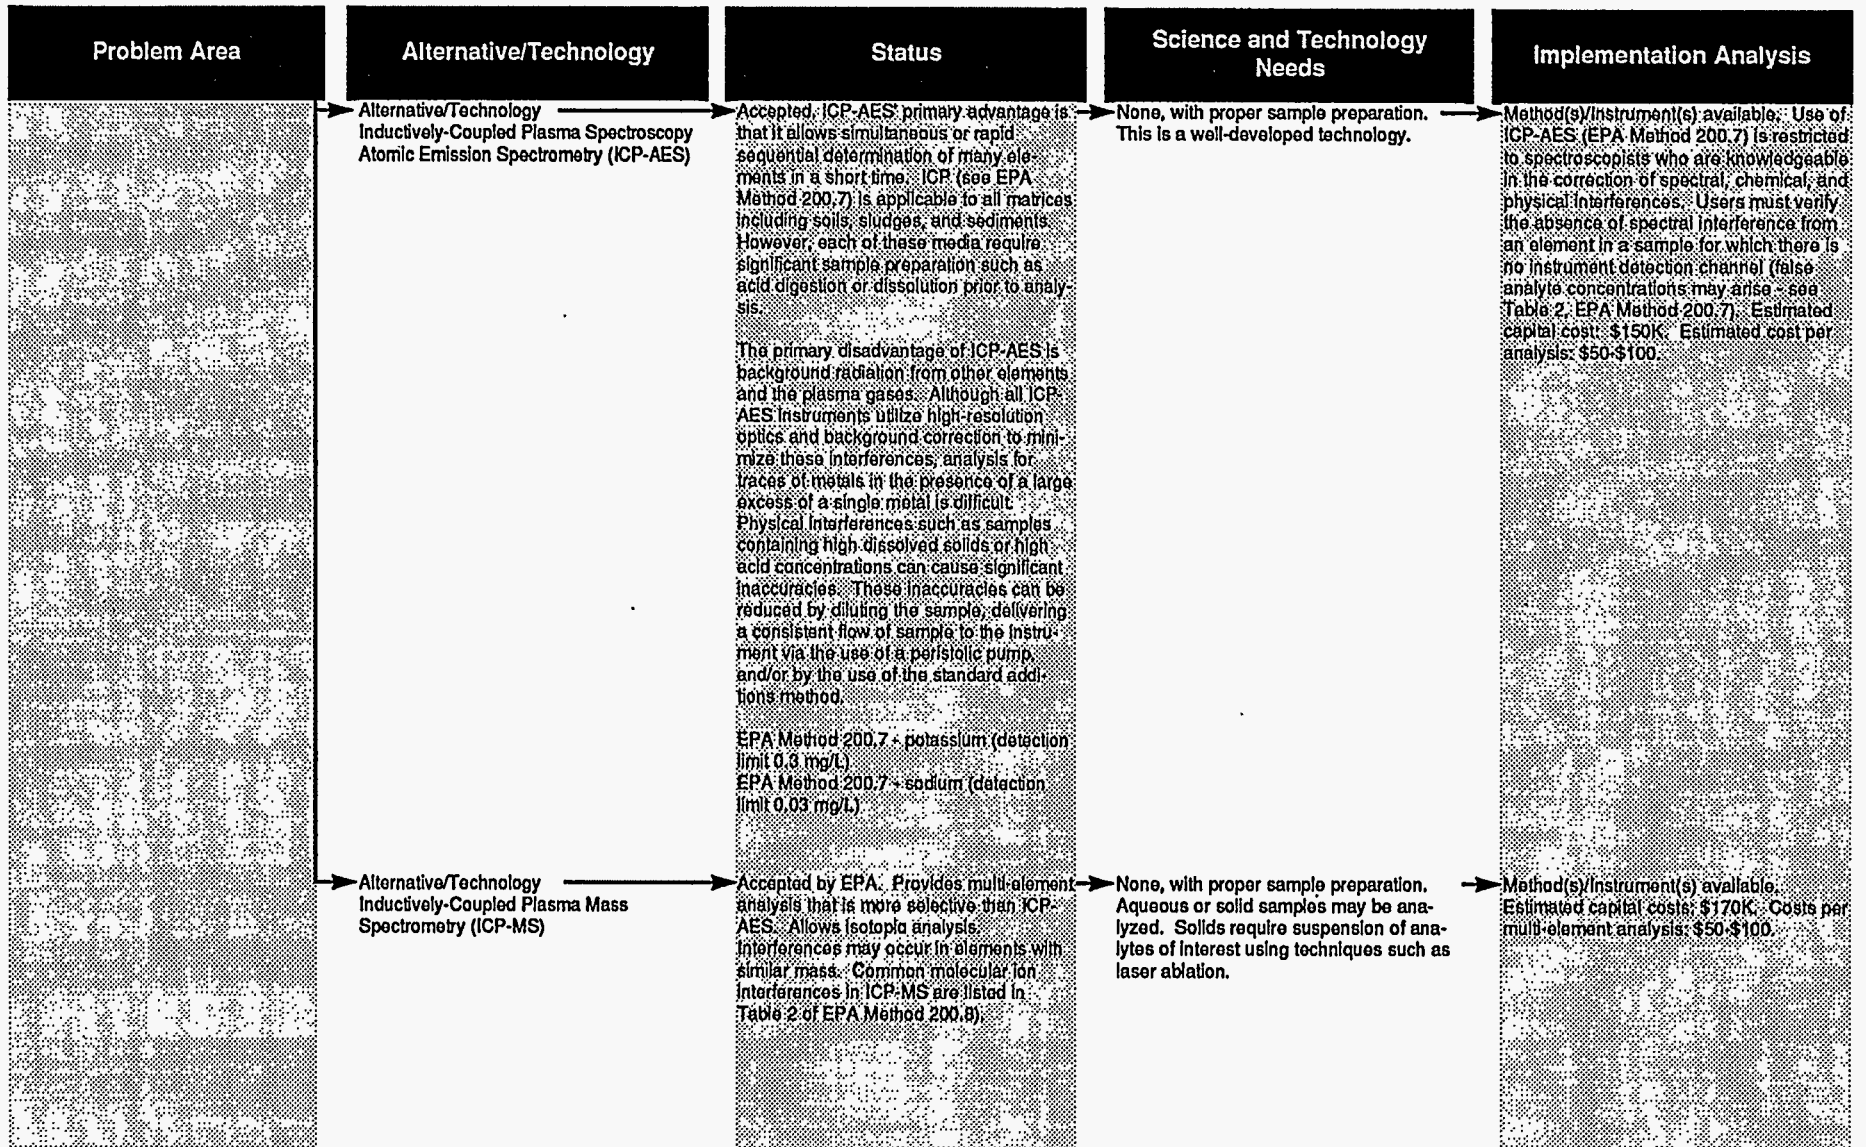 Problem Area
Alternative/Technology
Status
Science and Technology
Needs
Implementation Analysis
Alternative/Technology
Inductively-Coupled Plasma Spectroscopy
Atomic Emission Spectrometry (ICP-AES)
Accepted. ICP-AES' primary advantage is
that it allows simultaneous or rapid
sequential determination of many ele-
ments in a short time. ICP (see EPA
Method 200.7) is applicable to all matrices
including soils, sludges, and sediments.
However, each of these media require
significant sample preparation such as
acid digestion or dissolution prior to analy-
sis.
The primary disadvantage of ICP-AES is
background radiation from other elements
and the plasma gases. Although all ICP-
AES instruments utilize high-resolution
optics and background correction to mini-
mize these interferences, analysis for
traces of metals in the presence of a large
excess of a single metal is difficult.
Physical interferences such as samples
containing high dissolved solids or high
acid concentrations can cause significant
inaccuracies. These inaccuracies can be
reduced by diluting the sample, delivering
a consistent flow of sample to the instru-
ment via the use of a peristolic pump,
and/or by the use of the standard addi-
tions method.
EPA Method 200.7 - potassium (detection
limit 0.3 mg/L)
EPA Method 200.7 - sodium (detection
limit 0.03 mg/L)
None, with proper sample preparation.
This is a well-developed technology.
Method(s)/Instrument(s) available. Use of
ICP-AES (EPA Method 200.7) is restricted
to spectroscopists who are knowledgeable
in the correction of spectral, chemical, and
physical interferences. Users must verify
the absence of spectral interference from
an element in a sample for which there is
no instrument detection channel (false
analyte concentrations may arise - see
Table 2, EPA Method 200.7). Estimated
capital cost: $150K. Estimated cost per
analysis: $50-$100.
Alternative/Technology
Inductively-Coupled Plasma Mass
Spectrometry (ICP-MS)
Accepted by EPA. Provides multi-element
analysis that is more selective than ICP-
AES. Allows isotopic analysis.
Interferences may occur in elements with
similar mass. Common molecular ion
interferences in ICP-MS are listed in
Table 2 of EPA Method 200.8).
None, with proper sample preparation.
Aqueous or solid samples may be ana-
lyzed. Solids require suspension of ana-
lytes of interest using techniques such as
laser ablation.
Method(s)/Instrument(s) available.
Estimated capital costs: $170K. Costs per
multi-element analysis: $50-$100.